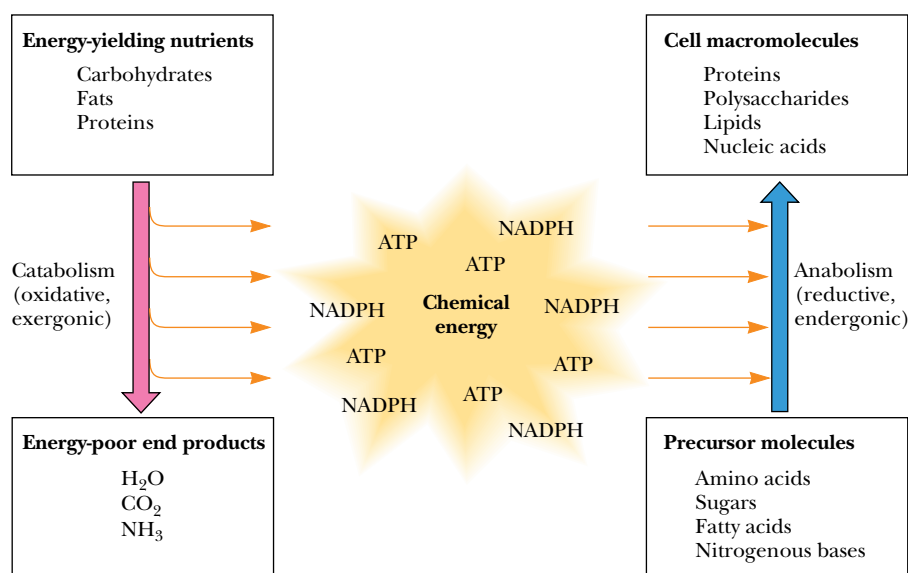 Energy-yielding nutrients
Carbohydrates
Fats
Proteins
Cell macromolecules
Proteins
Polysaccharides
Lipids
Nucleic acids
Catabolism
(oxidative,
exergonic)
ATP
NADPH
ATP
NADPH
Chemical
energy
NADPH
ATP
ATP
NADPH
ATP
NADPH
Anabolism
(reductive,
endergonic)
Energy-poor end products
H₂O
CO₂
NH₃
Precursor molecules
Amino acids
Sugars
Fatty acids
Nitrogenous bases